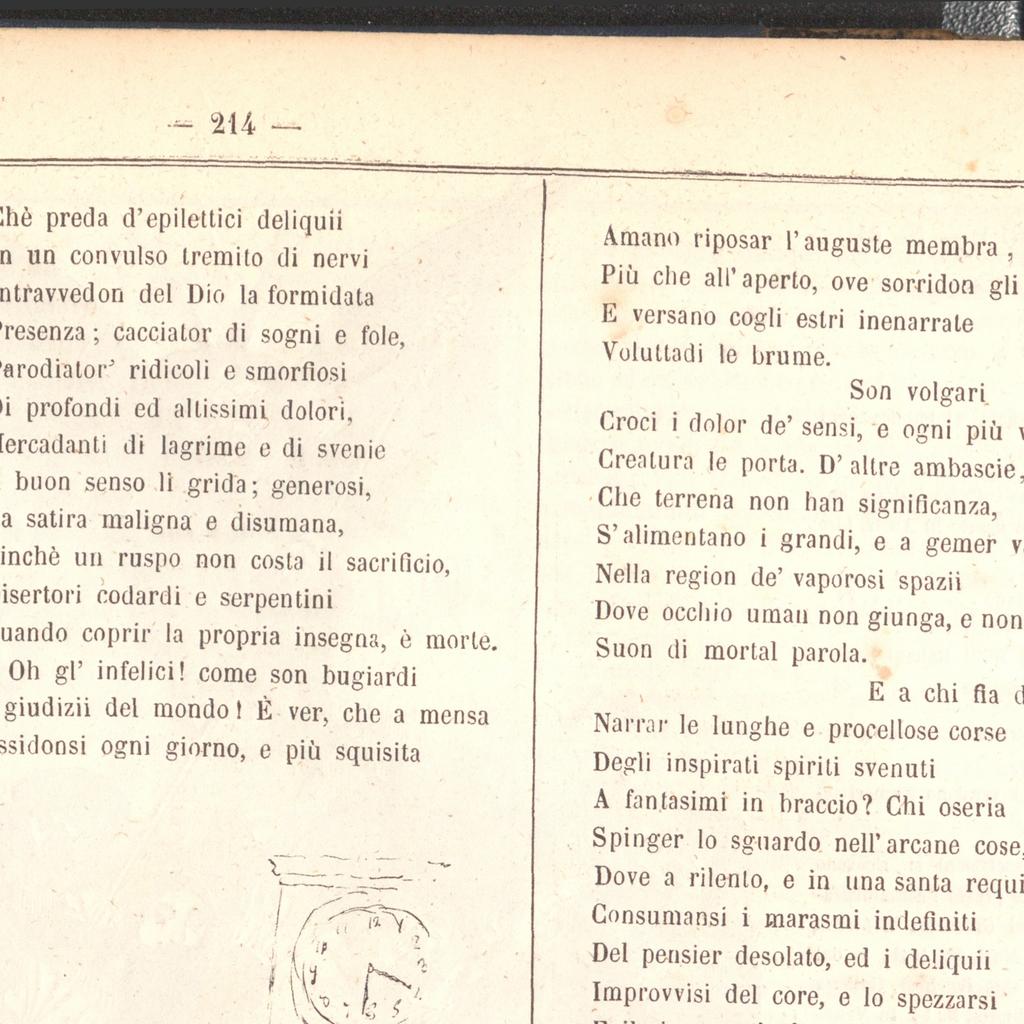 — 214 —
Chè preda d'epilettici deliquii
un convulso tremito di nervi
ntravvedon del Dio la formidata
Presenza; cacciator di sogni e fole,
Parodiator' ridicoli e smorfiosi
Di profondi ed altissimi dolori,
Mercadanti di lagrime e di svenie
buon senso li grida; generosi,
a satira maligna e disumana,
inchè un ruspo non costa il sacrificio,
isertori codardi e serpentini
uando coprir la propria insegna, è morte.
Oh gl' infelici! come son bugiardi
giudizii del mondo! È ver, che a mensa
ssidonsi ogni giorno, e più squisita
Amano riposar l'auguste membra,
Più che all'aperto, ove sorridon gli
E versano cogli estri inenarrate
Voluttadi le brume.
Son volgari
Croci i dolor de' sensi, e ogni più
Creatura le porta. D'altre ambascie,
Che terrena non han significanza,
S'alimentano i grandi, e a gemer
Nella region de' vaporosi spazii
Dove occhio uman non giunga, e non
Suon di mortal parola.
E a chi fia
Narrar le lunghe e procellose corse
Degli inspirati spiriti svenuti
A fantasimi in braccio? Chi oseria
Spinger lo sguardo nell'arcane cose,
Dove a rilento, e in una santa requi
Consumansi i marasmi indefiniti
Del pensier desolato, ed i deliquii
Improvvisi del core, e lo spezzarsi